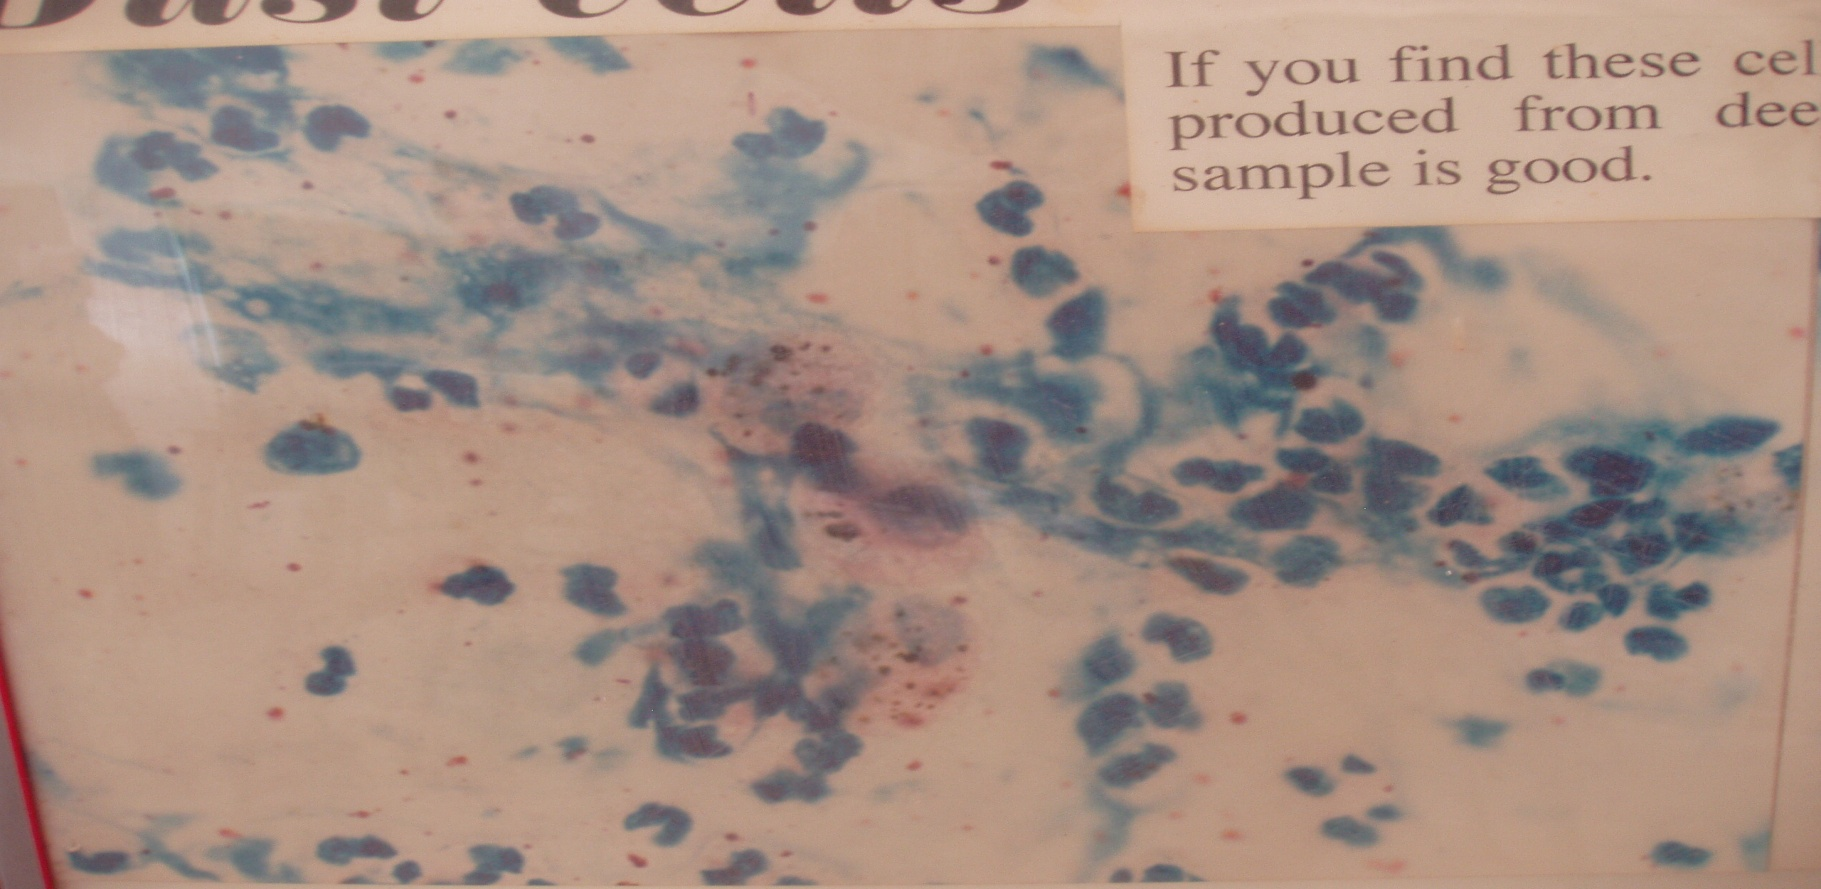 If you find these cel
produced from dee
sample is good.